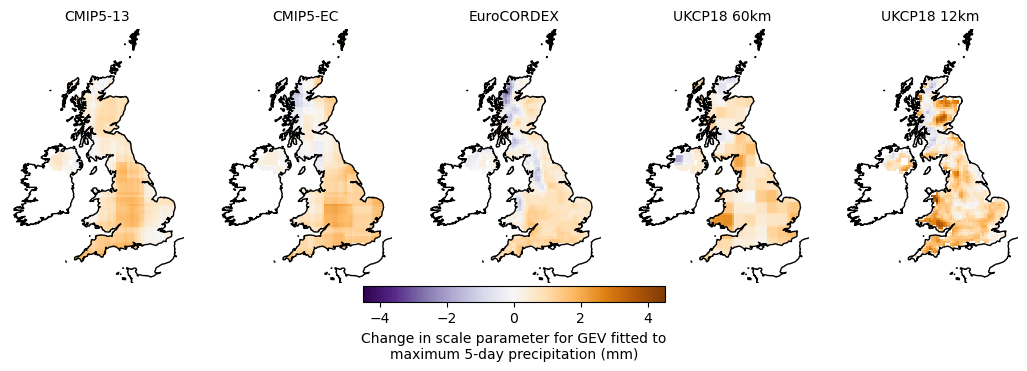 CMIP5-13 CMIP5-EC EuroCORDEX UKCP18 60km UKCP18 12km
−4 −2 0 2 4
Change in scale parameter for GEV fitted to
maximum 5-day precipitation (mm)